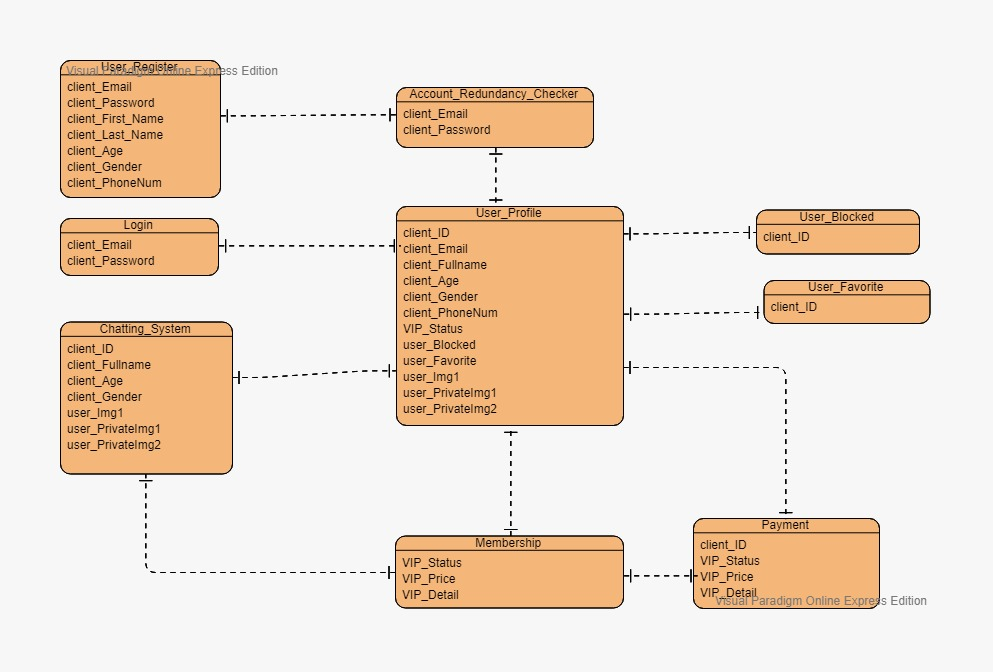 User_Register
Visual Paradigm Online Express Edition
client_Email
client_Password
client_First_Name
client_Last_Name
client_Age
client_Gender
client_PhoneNum
Account_Redundancy_Checker
client_Email
client_Password
Login
client_Email
client_Password
User_Profile
client_ID
client_Email
client_Fullname
client_Age
client_Gender
client_PhoneNum
VIP_Status
user_Blocked
user_Favorite
user_Img1
user_PrivateImg1
user_PrivateImg2
User_Blocked
client_ID
User_Favorite
client_ID
Chatting_System
client_ID
client_Fullname
client_Age
client_Gender
user_Img1
user_PrivateImg1
user_PrivateImg2
Membership
VIP_Status
VIP_Price
VIP_Detail
Payment
client_ID
VIP_Status
VIP_Price
VIP_Detail
Visual Paradigm Online Express Edition